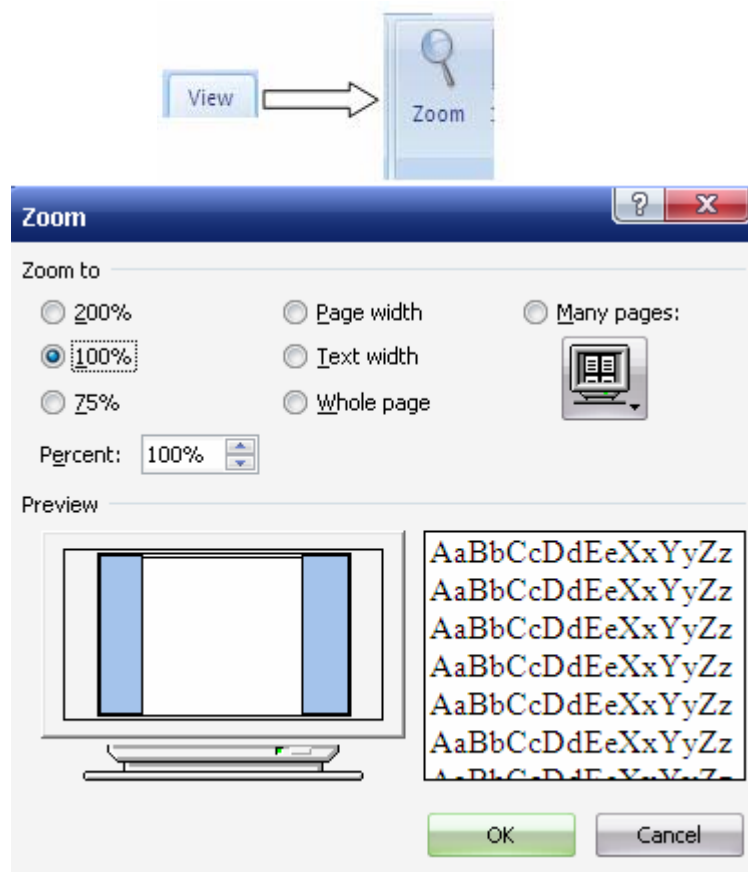 View
Zoom
Zoom
Zoom to
200% Page width Many pages:
100% Text width
75% Whole page
Percent: 100%
Preview
AaBbCcDdEeXxYyZz
AaBbCcDdEeXxYyZz
AaBbCcDdEeXxYyZz
AaBbCcDdEeXxYyZz
AaBbCcDdEeXxYyZz
AaBbCcDdEeXxYyZz
AaBbCcDdEeXxYyZz
OK Cancel